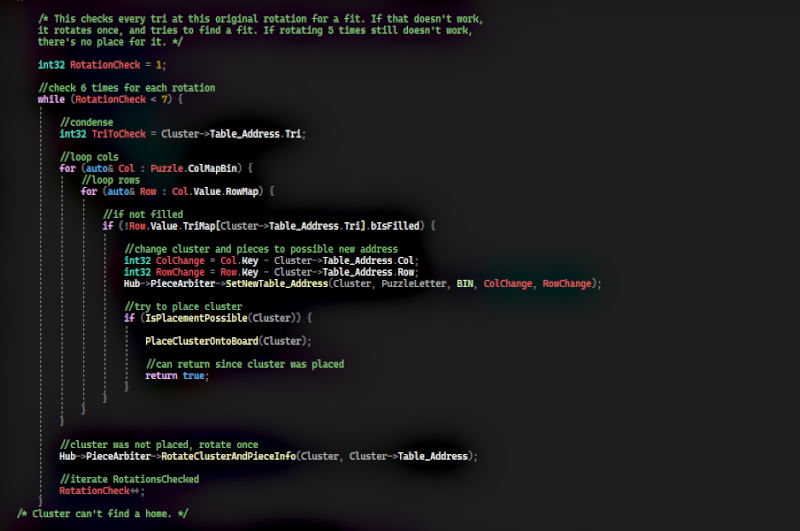 /* This checks every tri at this original rotation for a fit. If that doesn't work,
it rotates once, and tries to find a fit. If rotating 5 times still doesn't work,
there's no place for it. */
int32 RotationCheck = 1;
//check 6 times for each rotation
while (RotationCheck < 7) {
//condense
int32 TriToCheck = Cluster->Table_Address.Tri;
//loop cols
for (auto& Col : Puzzle.ColMapBin) {
//loop rows
for (auto& Row : Col.Value.RowMap) {
//if not filled
if (!Row.Value.TriMap[Cluster->Table_Address.Tri].bIsFilled) {
//change cluster and pieces to possible new address
int32 ColChange = Col.Key - Cluster->Table_Address.Col;
int32 RowChange = Row.Key - Cluster->Table_Address.Row;
Hub->PieceArbiter->SetNewTable_Address(Cluster, PuzzleLetter, BIN, ColChange, RowChange);
//try to place cluster
if (IsPlacementPossible(Cluster)) {
PlaceClusterOntoBoard(Cluster);
//can return since cluster was placed
return true;
}
}
}
}
//cluster was not placed, rotate once
Hub->PieceArbiter->RotateClusterAndPieceInfo(Cluster, Cluster->Table_Address);
//iterate RotationsChecked
RotationCheck++;
}
/* Cluster can't find a home. */